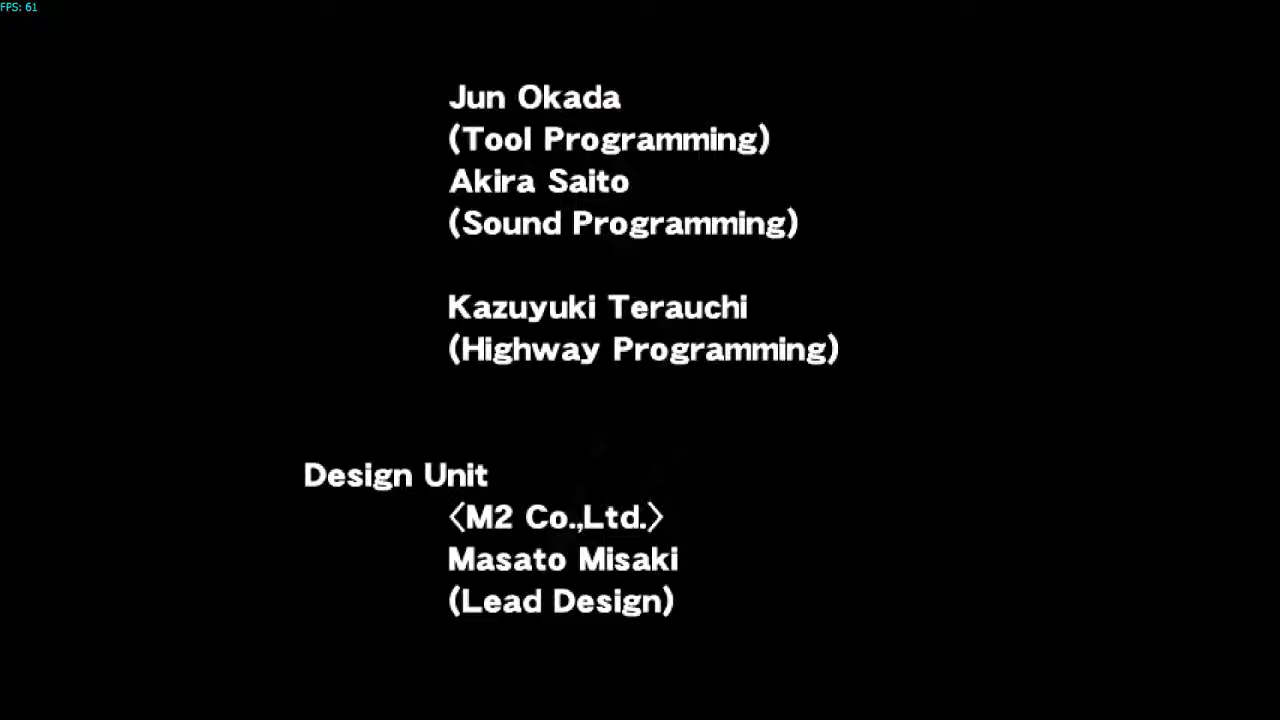 FPS: 61
Jun Okada
(Tool Programming)
Akira Saito
(Sound Programming)
Kazuyuki Terauchi
(Highway Programming)
Design Unit
〈M2 Co.,Ltd.〉
Masato Misaki
(Lead Design)